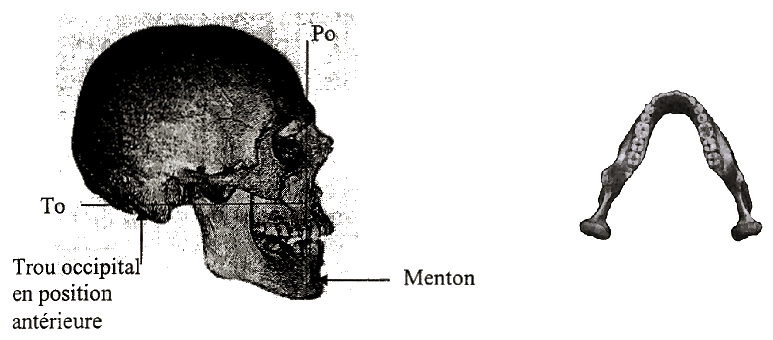 Po
To
Trou occipital
en position
antérieure
Menton